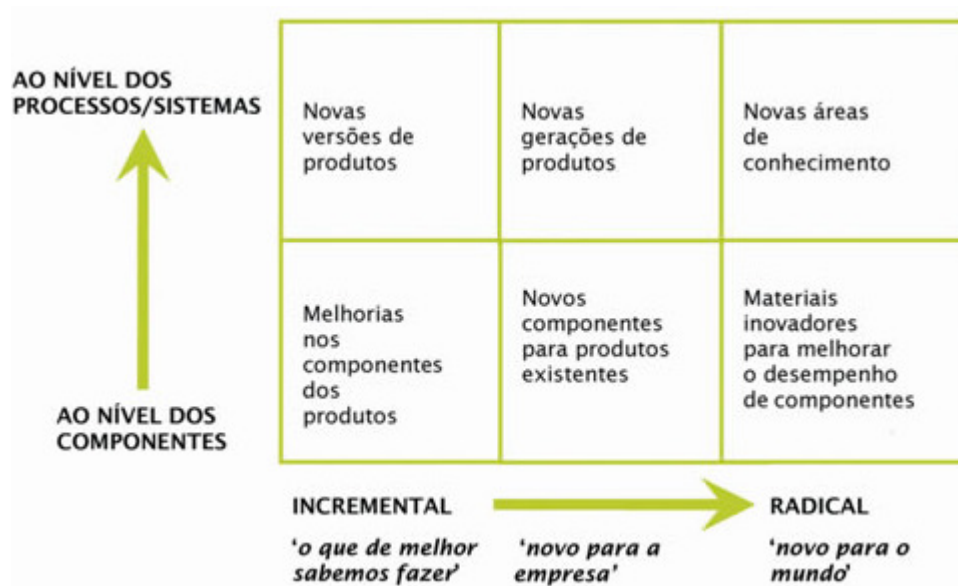 AO NÍVEL DOS
PROCESSOS/SISTEMAS
Novas
versões de
produtos
Novas
gerações de
produtos
Novas áreas
de
conhecimento
Melhorias
nos
componentes
dos
produtos
Novos
componentes
para produtos
existentes
Materiais
inovadores
para melhorar
o desempenho
de componentes
AO NÍVEL DOS
COMPONENTES
INCREMENTAL
RADICAL
'o que de melhor
sabemos fazer'
'novo para a
empresa'
'novo para o
mundo'